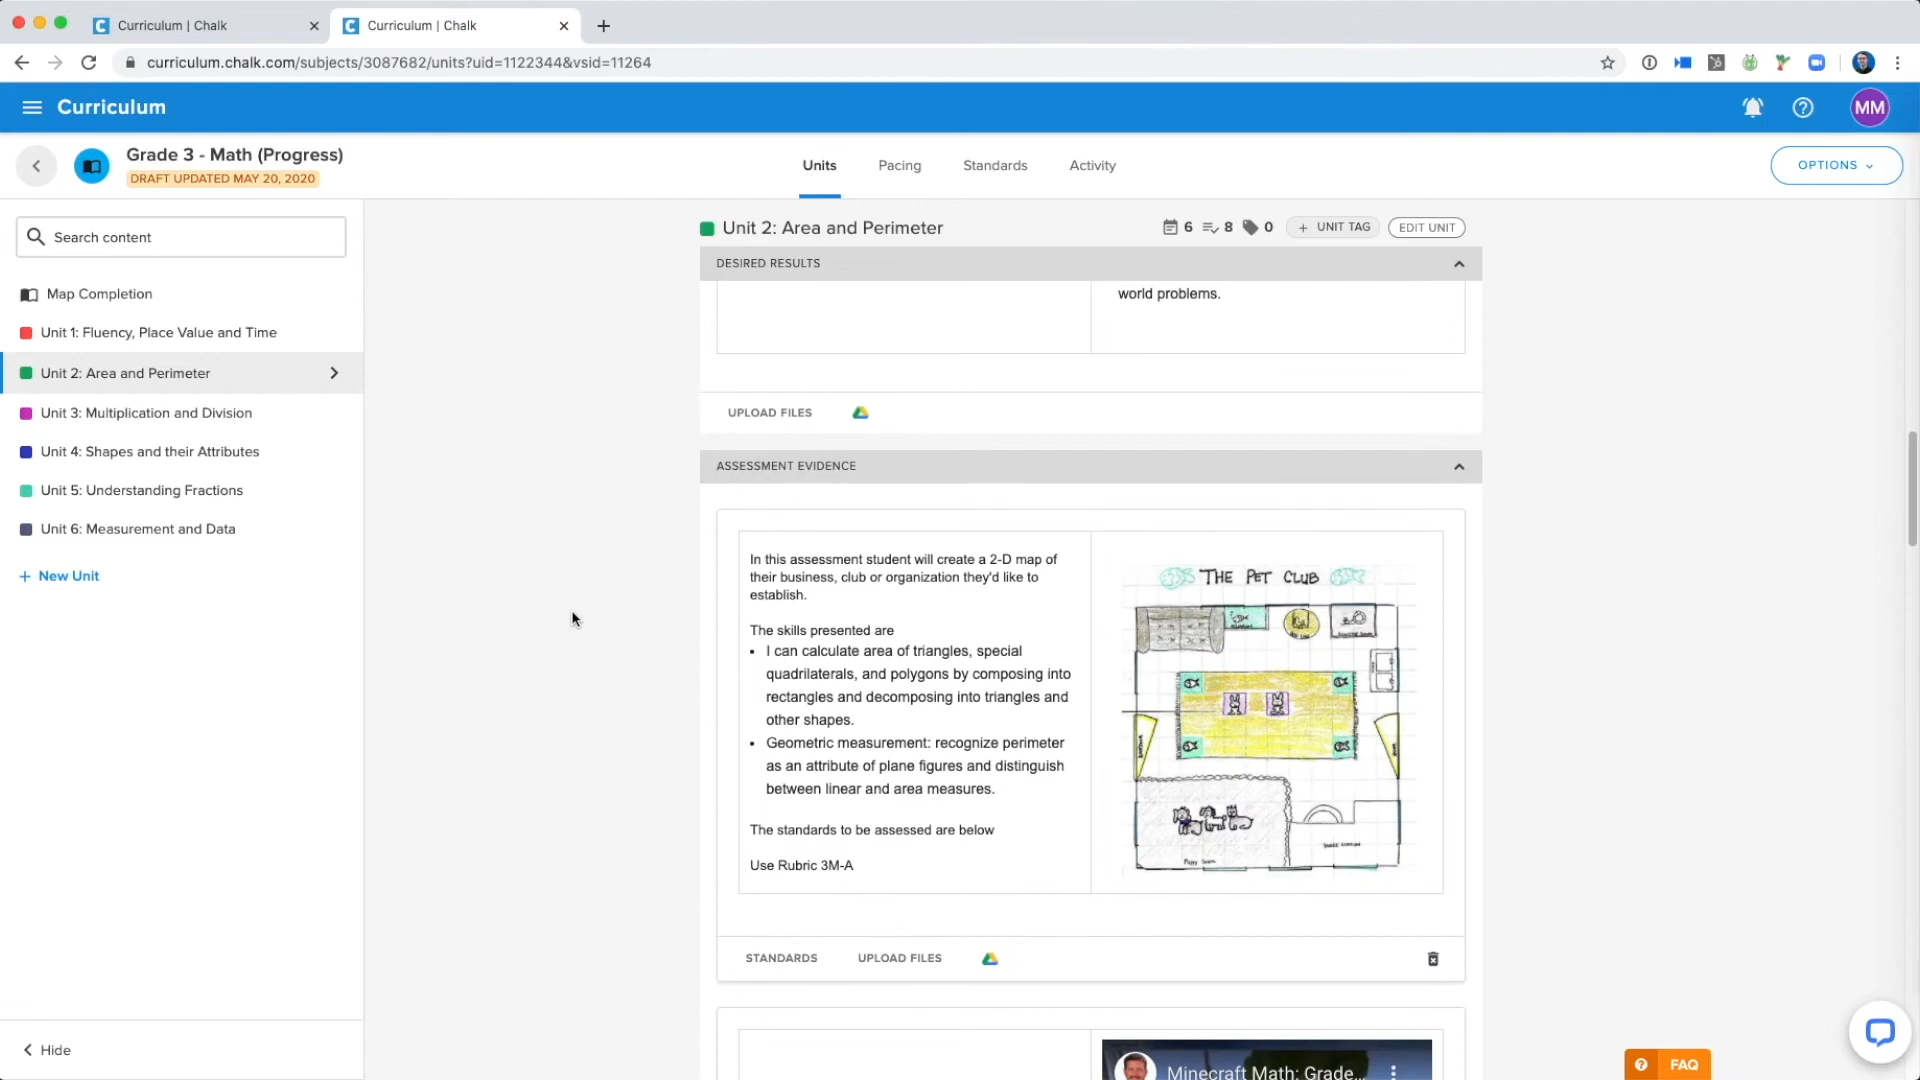 Curriculum | Chalk
Curriculum | Chalk
curriculum.chalk.com/subjects/3087682/units?uid=1122344&vsid=11264
Curriculum
MM
Grade 3 - Math (Progress)
DRAFT UPDATED MAY 20, 2020
Units
Pacing
Standards
Activity
OPTIONS
Search content
Map Completion
Unit 1: Fluency, Place Value and Time
Unit 2: Area and Perimeter
Unit 3: Multiplication and Division
Unit 4: Shapes and their Attributes
Unit 5: Understanding Fractions
Unit 6: Measurement and Data
+ New Unit
Hide
Unit 2: Area and Perimeter
6
8
0
+ UNIT TAG
EDIT UNIT
DESIRED RESULTS
world problems.
UPLOAD FILES
ASSESSMENT EVIDENCE
In this assessment student will create a 2-D map of
their business, club or organization they'd like to
establish.
The skills presented are
• I can calculate area of triangles, special
quadrilaterals, and polygons by composing into
rectangles and decomposing into triangles and
other shapes.
• Geometric measurement: recognize perimeter
as an attribute of plane figures and distinguish
between linear and area measures.
The standards to be assessed are below
Use Rubric 3M-A
THE PET CLUB
STANDARDS
UPLOAD FILES
Minecraft Math: Grade...
FAQ